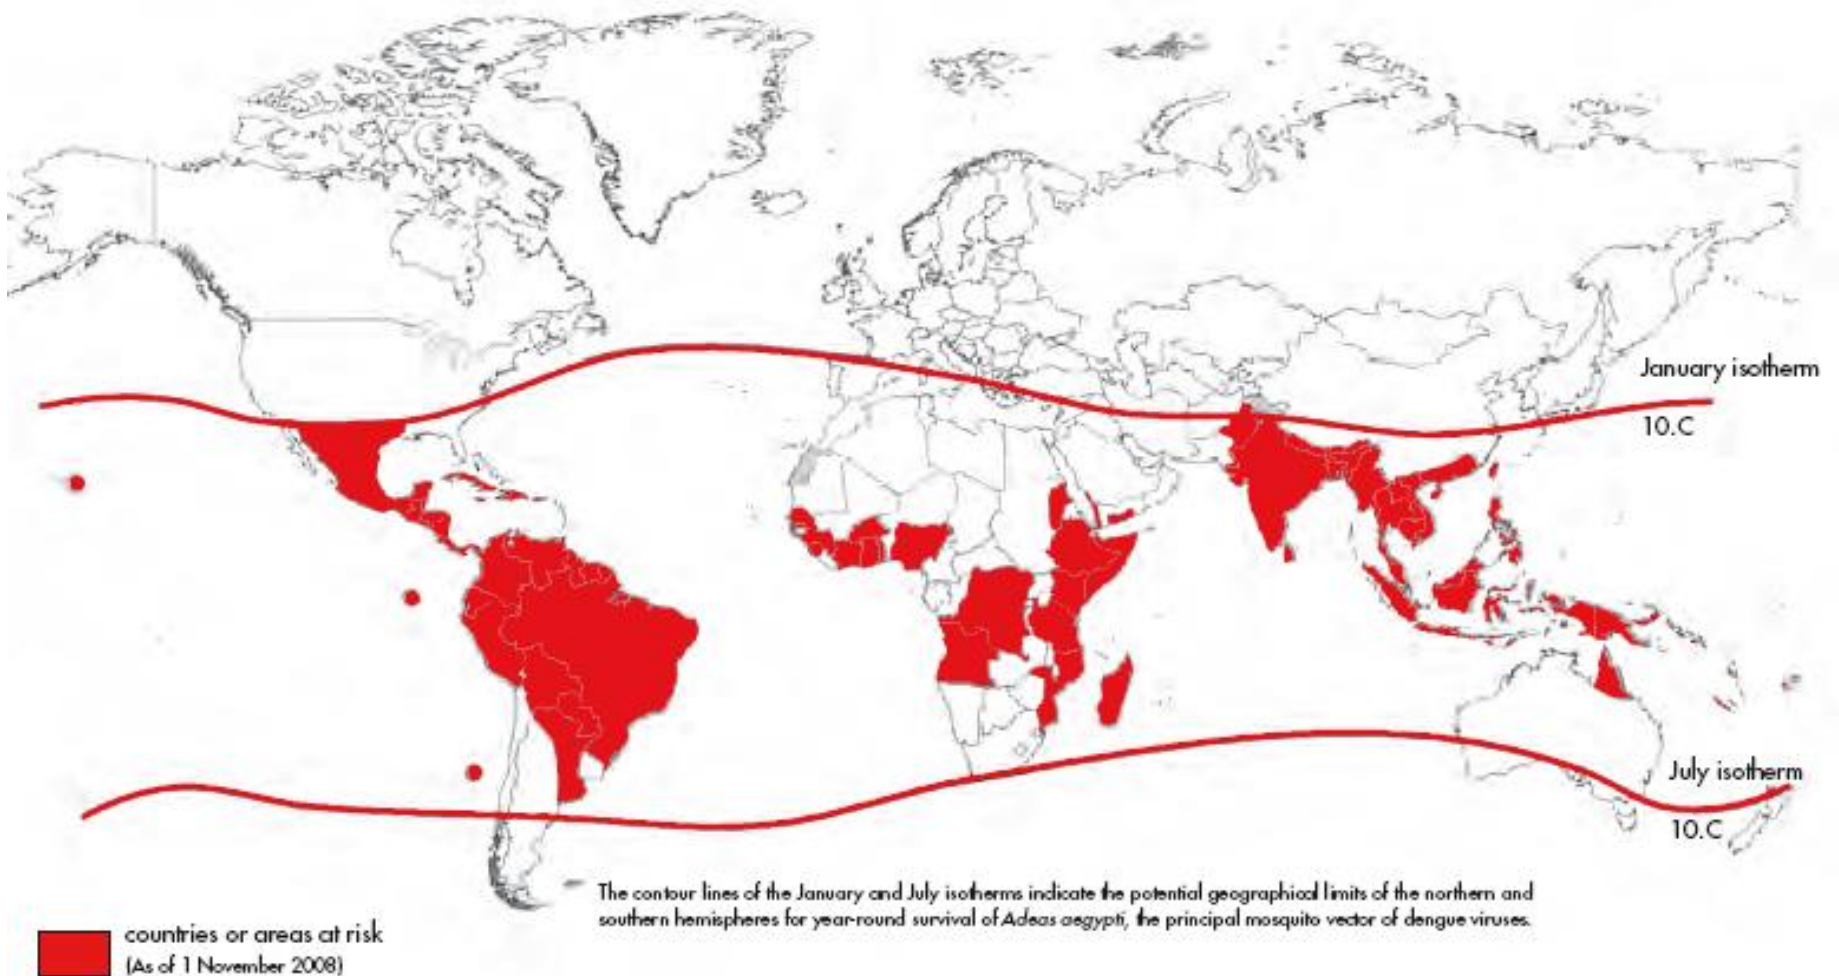 January isotherm
10.C
July isotherm
10.C
The contour lines of the January and July isotherms indicate the potential geographical limits of the northern and
southern hemispheres for year-round survival of Adeas aegypti, the principal mosquito vector of dengue viruses.
countries or areas at risk
(As of 1 November 2008)